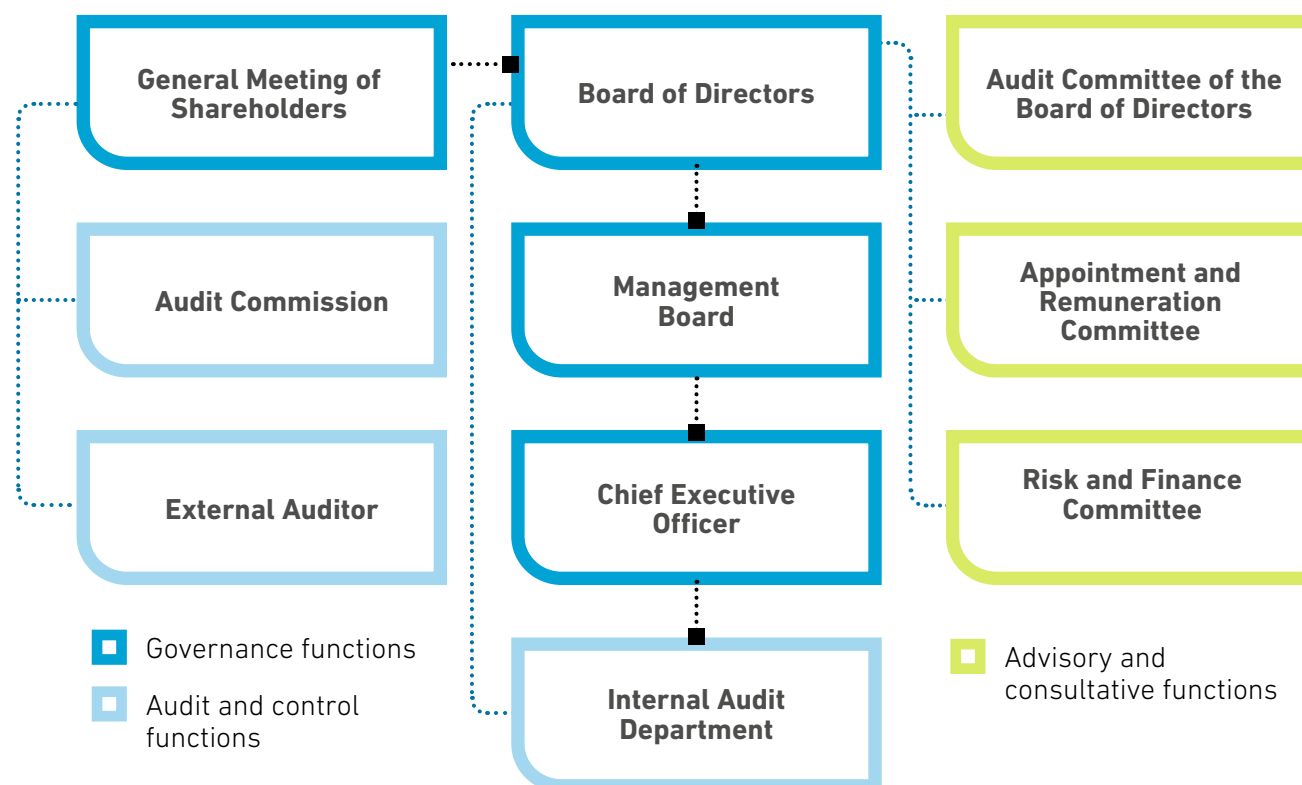 General Meeting of
Shareholders
Board of Directors
Audit Committee of the
Board of Directors
Audit Commission
Management
Board
Appointment and
Remuneration
Committee
External Auditor
Chief Executive
Officer
Risk and Finance
Committee
Governance functions
Audit and control
functions
Internal Audit
Department
Advisory and
consultative functions